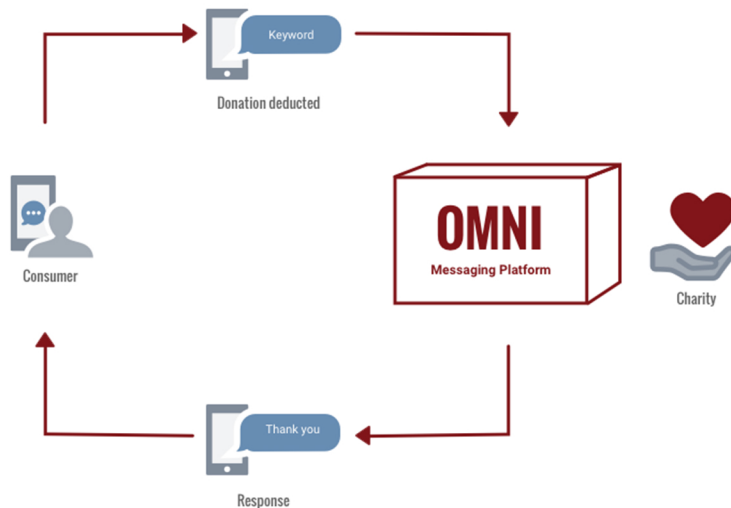 Keyword
Donation deducted
OMNI
Messaging Platform
Consumer
Charity
Thank you
Response